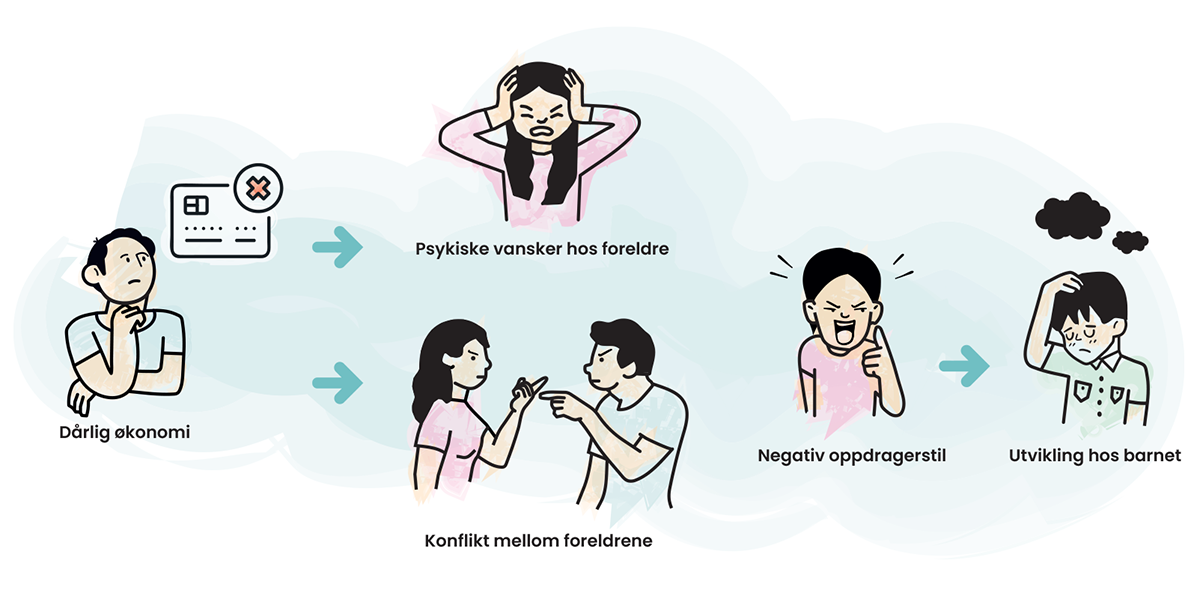 Psykiske vansker hos foreldre
Dårlig økonomi
Konflikt mellom foreldrene
Negativ oppdragerstil
Utvikling hos barnet